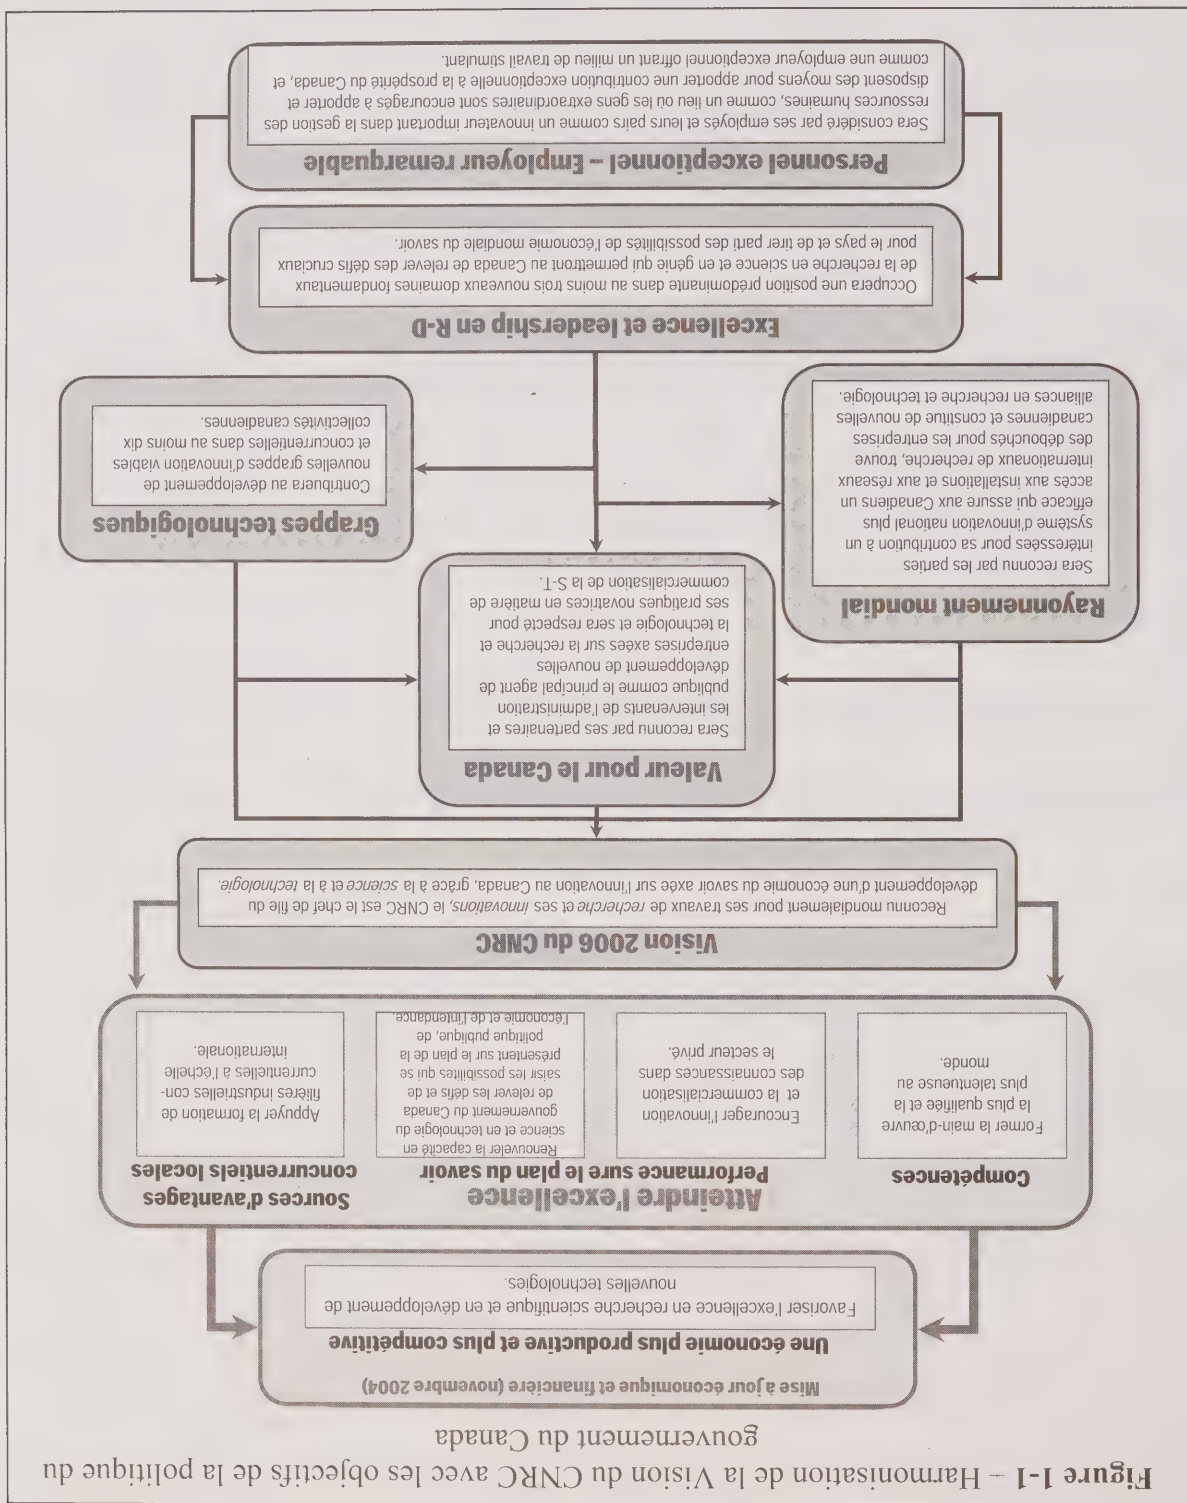 Figure 1-1 – Harmonisation de la Vision du CNRC avec les objectifs de la politique du
gouvernement du Canada
Mise à jour économique et financière (novembre 2004)
Une économie plus productive et plus compétitive
Favoriser l'excellence en recherche scientifique et en développement de
nouvelles technologies.
Atteindre l'excellence
Compétences
Former la main-d'œuvre
la plus qualifiée et la
plus talentueuse au
monde.
Performance sure le plan du savoir
Encourager l'innovation
et la commercialisation
des connaissances dans
le secteur privé.
Renouveler la capacité en
science et en technologie du
gouvernement du Canada
de relever les défis et de
saisir les possibilités qui se
présentent sur le plan de la
politique publique, de
l'économie et de l'intendance.
Sources d'avantages
concurrentiels locales
Appuyer la formation de
filières industrielles con-
currentielles à l'échelle
internationale.
Vision 2006 du CNRC
Reconnu mondialement pour ses travaux de recherche et ses innovations, le CNRC est le chef de file du
développement d'une économie du savoir axée sur l'innovation au Canada, grâce à la science et à la technologie.
Valeur pour le Canada
Sera reconnu par ses partenaires et
les intervenants de l'administration
publique comme le principal agent de
développement de nouvelles
entreprises axées sur la recherche et
la technologie et sera respecté pour
ses pratiques novatrices en matière de
commercialisation de la S-T.
Rayonnement mondial
Sera reconnu par les parties
intéressées pour sa contribution à un
système d'innovation national plus
efficace qui assure aux Canadiens un
accès aux installations et aux réseaux
internationaux de recherche, trouve
des débouchés pour les entreprises
canadiennes et constitue de nouvelles
alliances en recherche et technologie.
Grappes technologiques
Contribuera au développement de
nouvelles grappes d'innovation viables
et concurrentielles dans au moins dix
collectivités canadiennes.
Excellence et leadership en R-D
Occupera une position prédominante dans au moins trois nouveaux domaines fondamentaux
de la recherche en science et en génie qui permettront au Canada de relever des défis cruciaux
pour le pays et de tirer parti des possibilités de l'économie mondiale du savoir.
Personnel exceptionnel – Employeur remarquable
Sera considéré par ses employés et leurs pairs comme un innovateur important dans la gestion des
ressources humaines, comme un lieu où les gens extraordinaires sont encouragés à apporter et
disposent des moyens pour apporter une contribution exceptionnelle à la prospérité du Canada, et
comme une employeur exceptionnel offrant un milieu de travail stimulant.